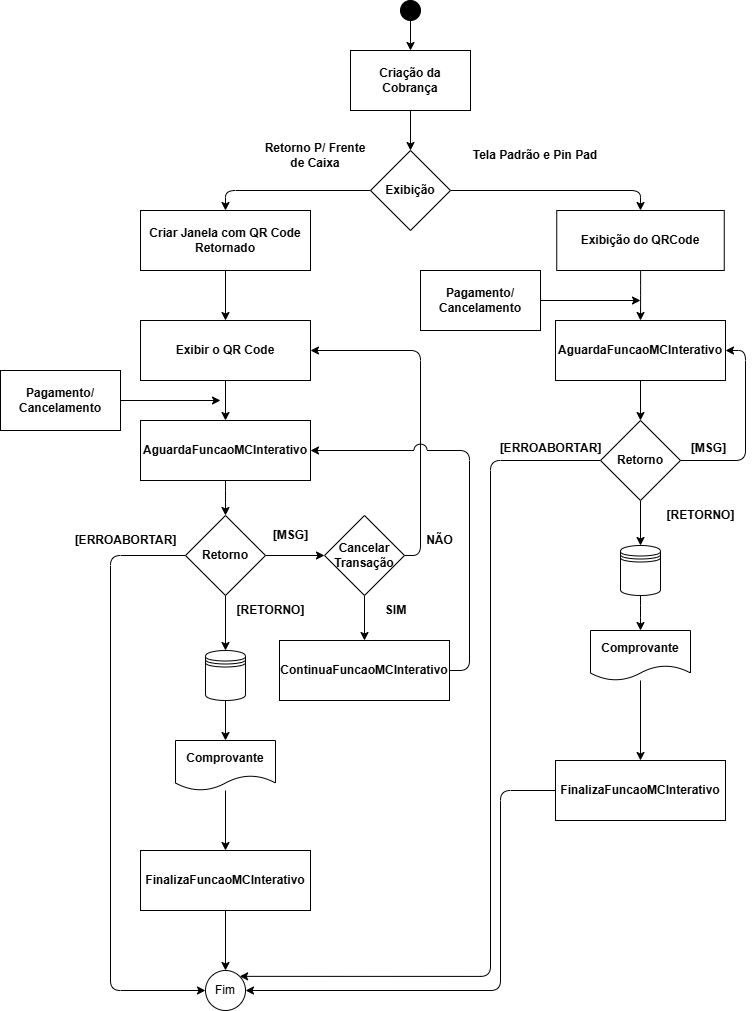 Criação da
Cobrança
Retorno P/ Frente
de Caixa
Tela Padrão e Pin Pad
Exibição
Criar Janela com QR Code
Retornado
Exibição do QRCode
Pagamento/
Cancelamento
Exibir o QR Code
AguardaFuncaoMCInterativo
Pagamento/
Cancelamento
AguardaFuncaoMCInterativo
[ERROABORTAR]
Retorno
[MSG]
[RETORNO]
[ERROABORTAR]
Retorno
[MSG]
Cancelar
Transação
NÃO
[RETORNO]
SIM
Comprovante
ContinuaFuncaoMCInterativo
Comprovante
FinalizaFuncaoMCInterativo
FinalizaFuncaoMCInterativo
Fim